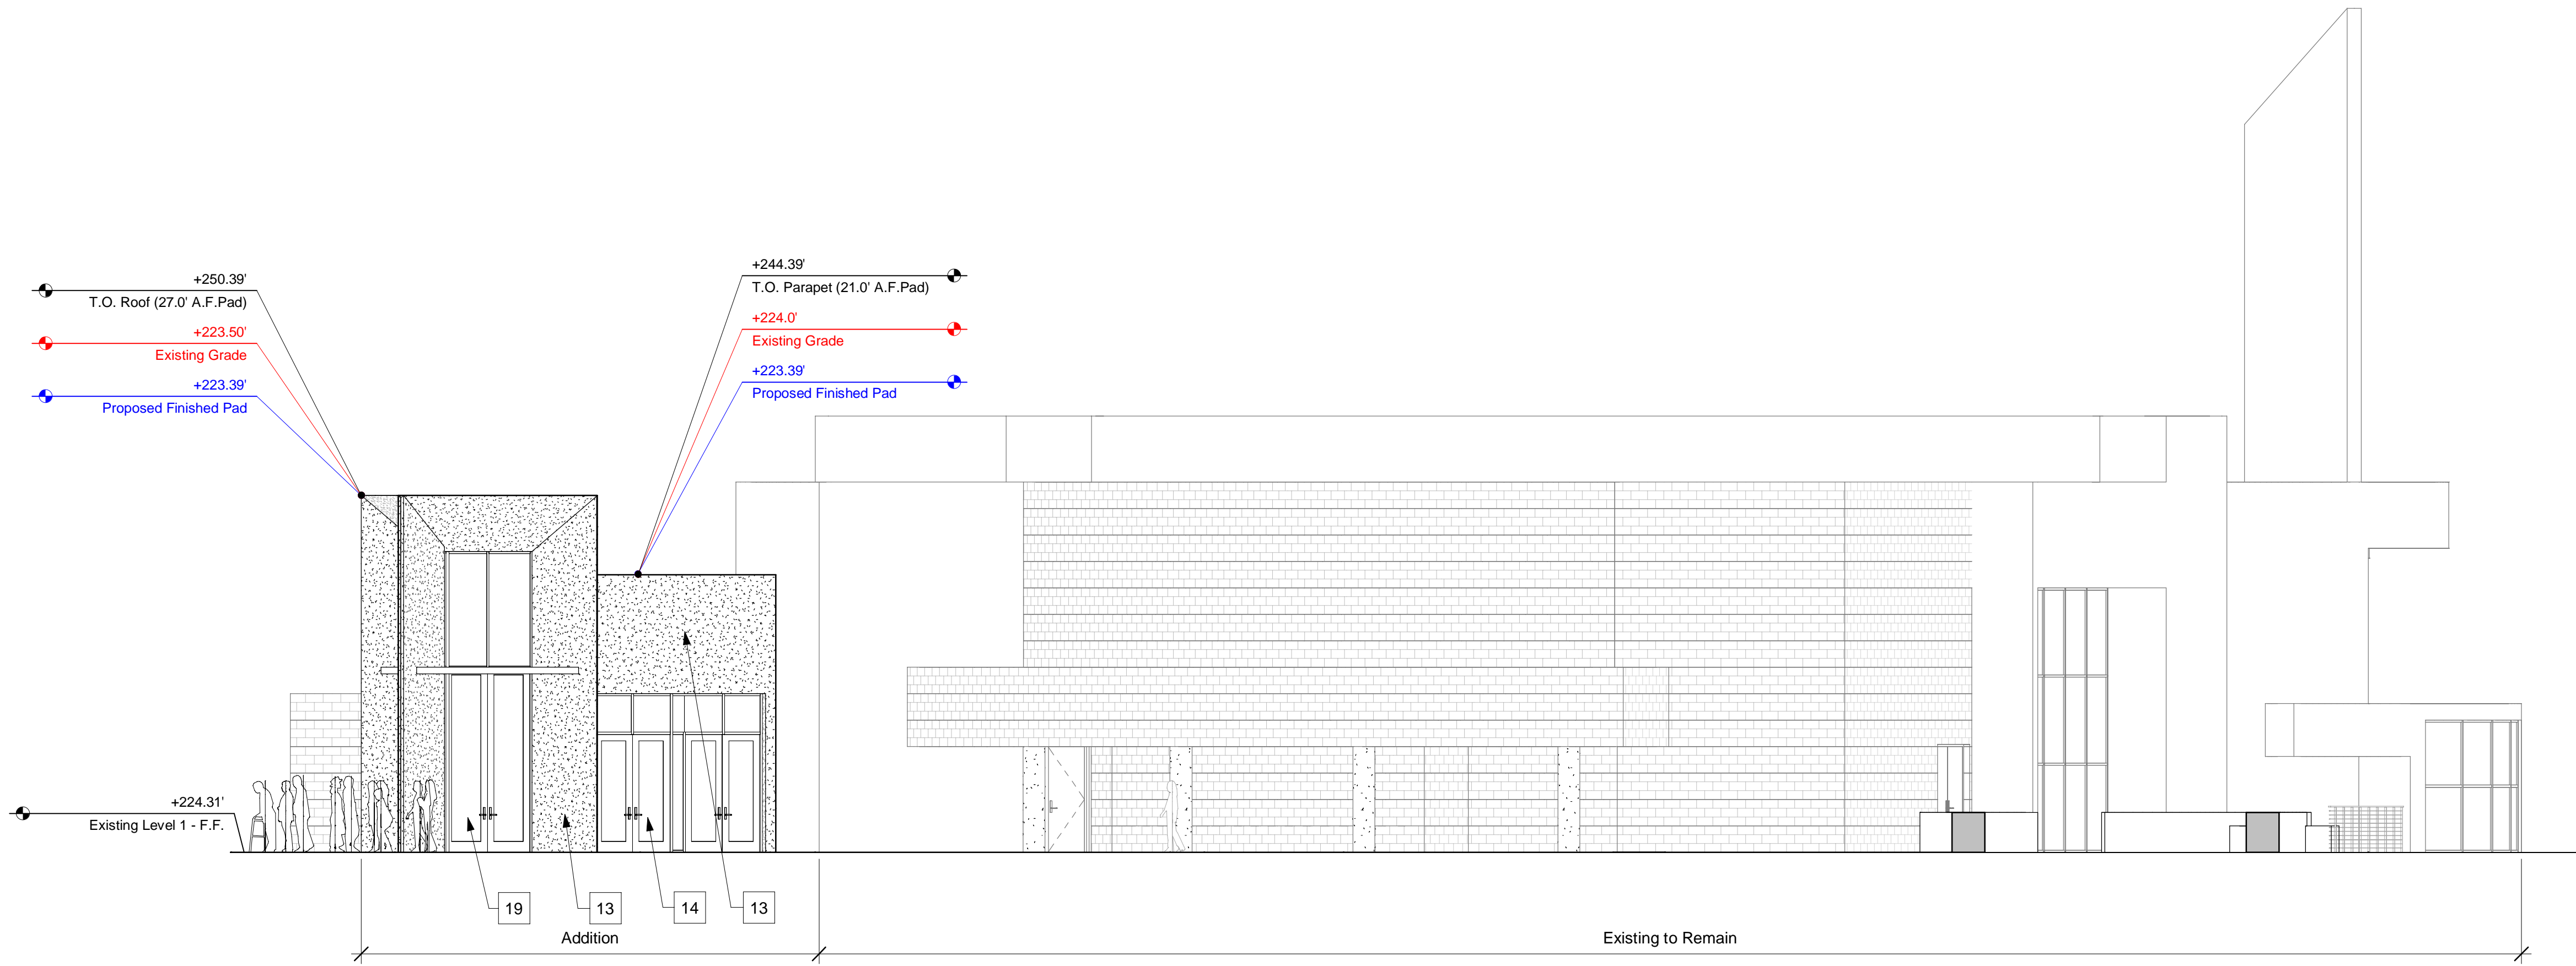 +250.39'
T.O. Roof (27.0' A.F.Pad)
+223.50'
Existing Grade
+223.39'
Proposed Finished Pad
+244.39'
T.O. Parapet (21.0' A.F.Pad)
+224.0'
Existing Grade
+223.39'
Proposed Finished Pad
+224.31'
Existing Level 1 - F.F.
19
13
14
13
Addition
Existing to Remain